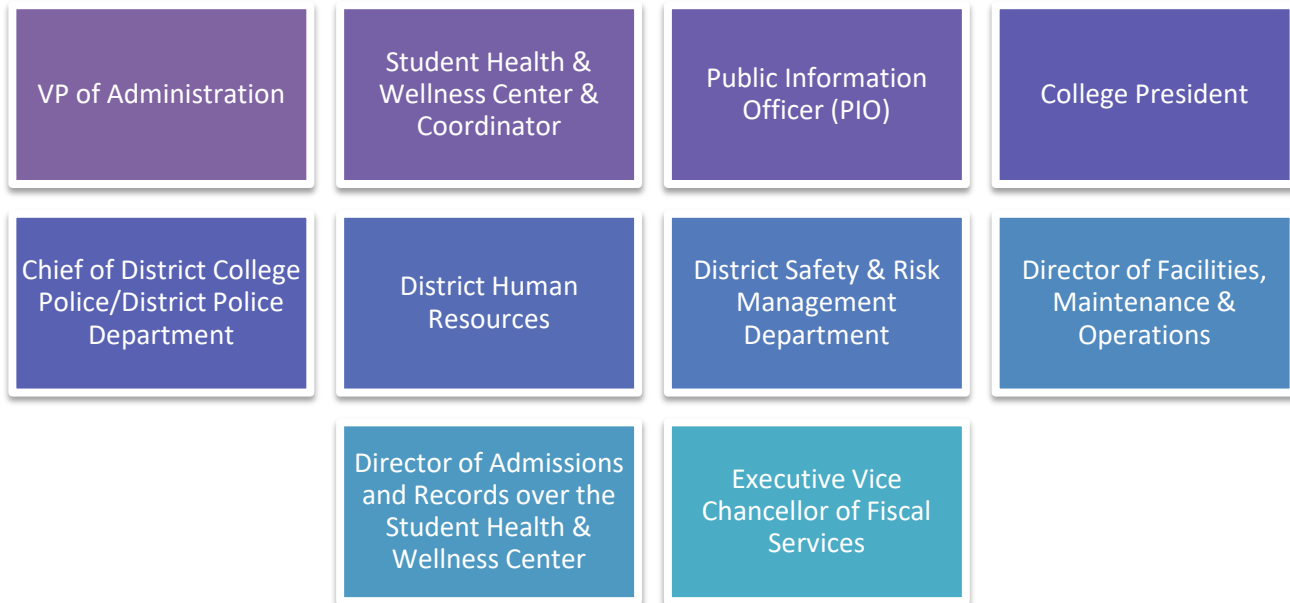 VP of Administration
Student Health &
Wellness Center &
Coordinator
Public Information
Officer (PIO)
College President
Chief of District College
Police/District Police
Department
District Human
Resources
District Safety & Risk
Management
Department
Director of Facilities,
Maintenance &
Operations
Director of Admissions
and Records over the
Student Health &
Wellness Center
Executive Vice
Chancellor of Fiscal
Services